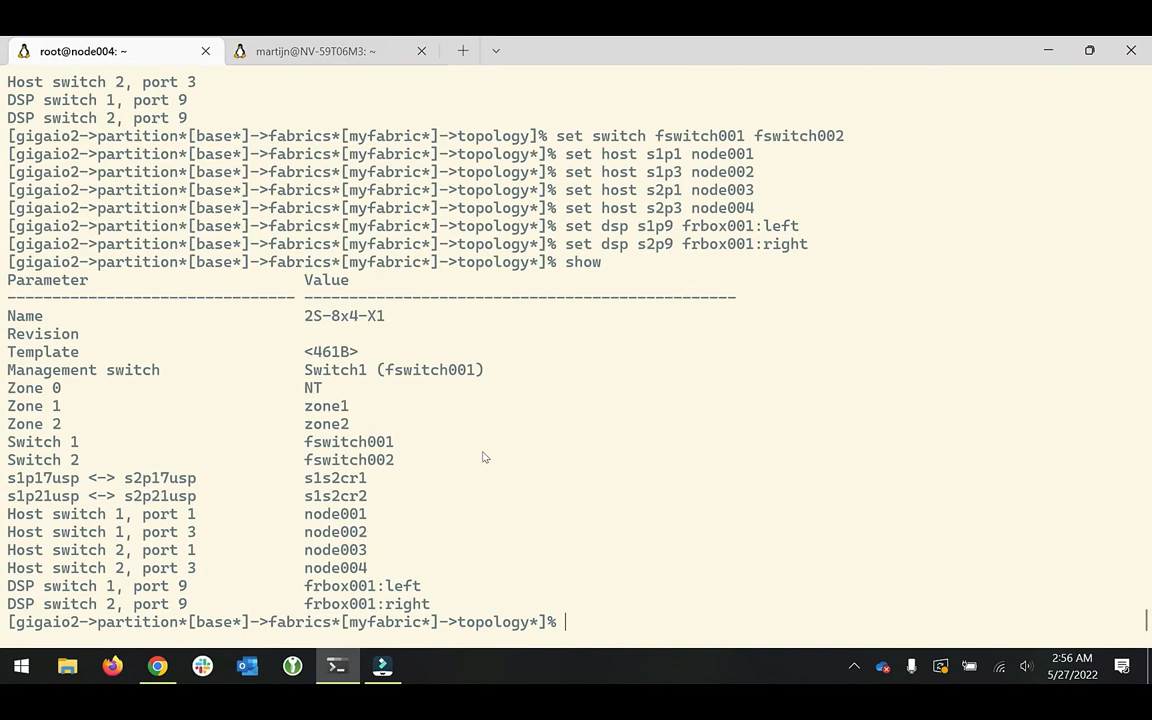 root@node004: ~
martijn@NV-59T06M3: ~
Host switch 2, port 3
DSP switch 1, port 9
DSP switch 2, port 9
[gigaio2->partition*[base*]->fabrics*[myfabric*]->topology]% set switch fswitch001 fswitch002
[gigaio2->partition*[base*]->fabrics*[myfabric*]->topology*]% set host s1p1 node001
[gigaio2->partition*[base*]->fabrics*[myfabric*]->topology*]% set host s1p3 node002
[gigaio2->partition*[base*]->fabrics*[myfabric*]->topology*]% set host s2p1 node003
[gigaio2->partition*[base*]->fabrics*[myfabric*]->topology*]% set host s2p3 node004
[gigaio2->partition*[base*]->fabrics*[myfabric*]->topology*]% set dsp s1p9 frbox001:left
[gigaio2->partition*[base*]->fabrics*[myfabric*]->topology*]% set dsp s2p9 frbox001:right
[gigaio2->partition*[base*]->fabrics*[myfabric*]->topology*]% show
Parameter Value
-------------------------------- ------------------------------------------------
Name 2S-8x4-X1
Revision
Template <461B>
Management switch Switch1 (fswitch001)
Zone 0 NT
Zone 1 zone1
Zone 2 zone2
Switch 1 fswitch001
Switch 2 fswitch002
s1p17usp <-> s2p17usp s1s2cr1
s1p21usp <-> s2p21usp s1s2cr2
Host switch 1, port 1 node001
Host switch 1, port 3 node002
Host switch 2, port 1 node003
Host switch 2, port 3 node004
DSP switch 1, port 9 frbox001:left
DSP switch 2, port 9 frbox001:right
[gigaio2->partition*[base*]->fabrics*[myfabric*]->topology*]%
2:56 AM
5/27/2022